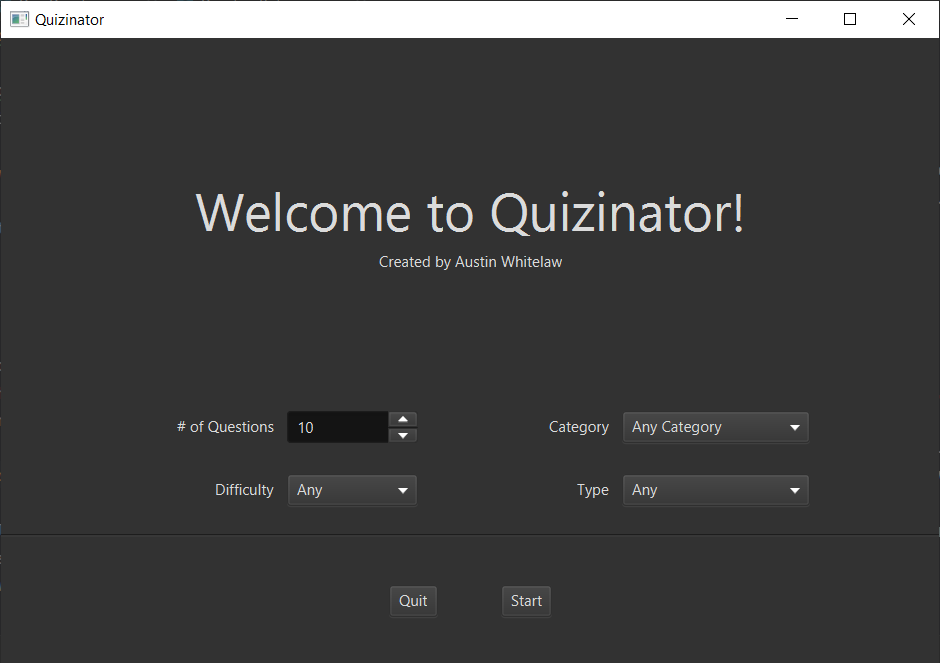 Quizinator
Welcome to Quizinator!
Created by Austin Whitelaw
# of Questions 10 Category Any Category
Difficulty Any Type Any
Quit Start